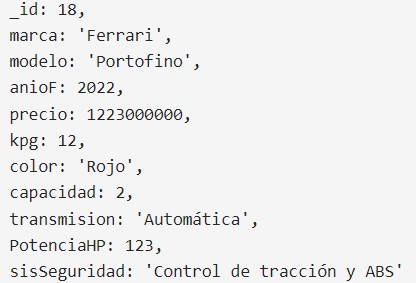 _id: 18,
marca: 'Ferrari',
modelo: 'Portofino',
anioF: 2022,
precio: 1223000000,
kpg: 12,
color: 'Rojo',
capacidad: 2,
transmision: 'Automática',
PotenciaHP: 123,
sisSeguridad: 'Control de tracción y ABS'